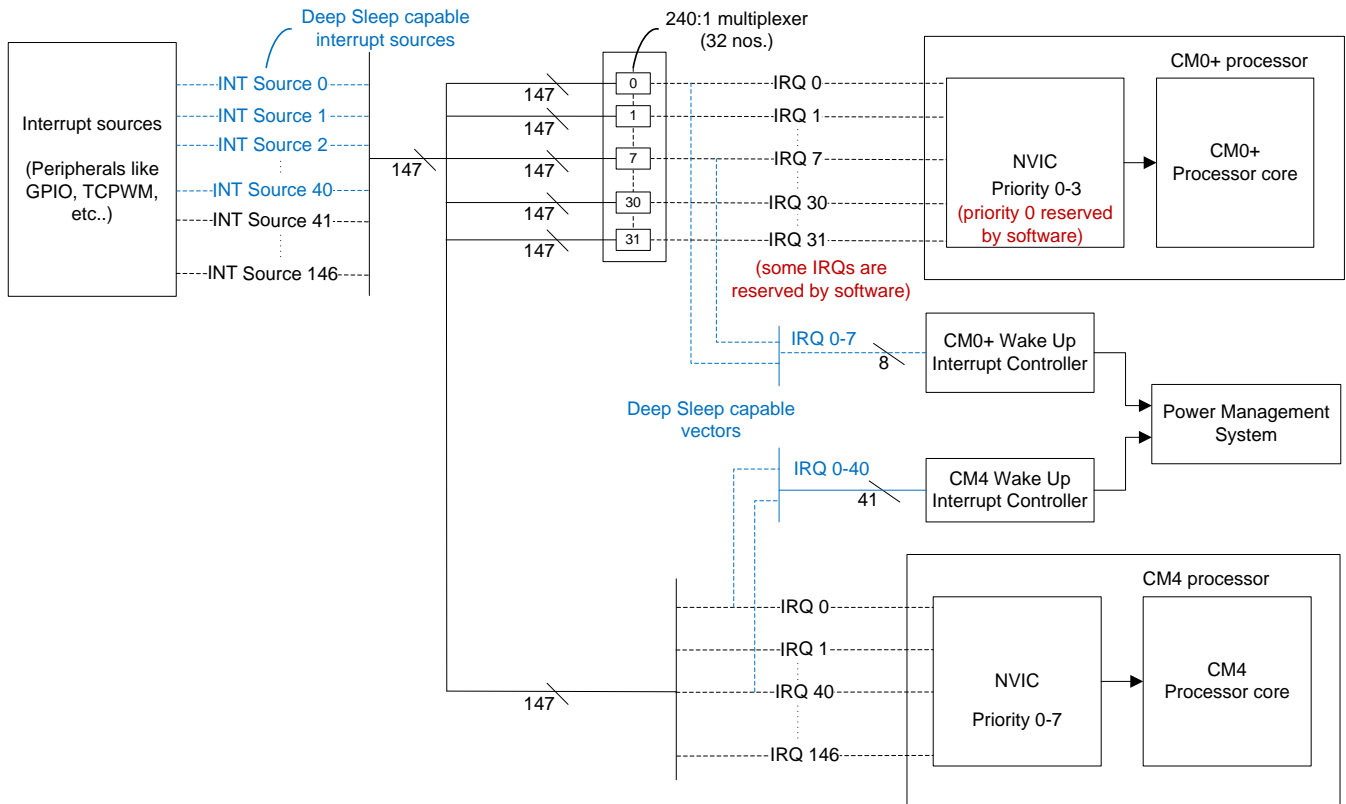 Deep Sleep capable
interrupt sources
240:1 multiplexer
(32 nos.)
Interrupt sources
(Peripherals like
GPIO, TCPWM,
etc..)
INT Source 0
INT Source 1
INT Source 2
INT Source 40
INT Source 41
INT Source 146
147
147
147
147
147
147
0
1
7
30
31
IRQ 0
IRQ 1
IRQ 7
IRQ 30
IRQ 31
(some IRQs are
reserved by software)
CM0+ processor
NVIC
Priority 0-3
(priority 0 reserved
by software)
CM0+
Processor core
IRQ 0-7
8
CM0+ Wake Up
Interrupt Controller
Deep Sleep capable
vectors
Power Management
System
IRQ 0-40
41
CM4 Wake Up
Interrupt Controller
147
IRQ 0
IRQ 1
IRQ 40
IRQ 146
CM4 processor
NVIC
Priority 0-7
CM4
Processor core